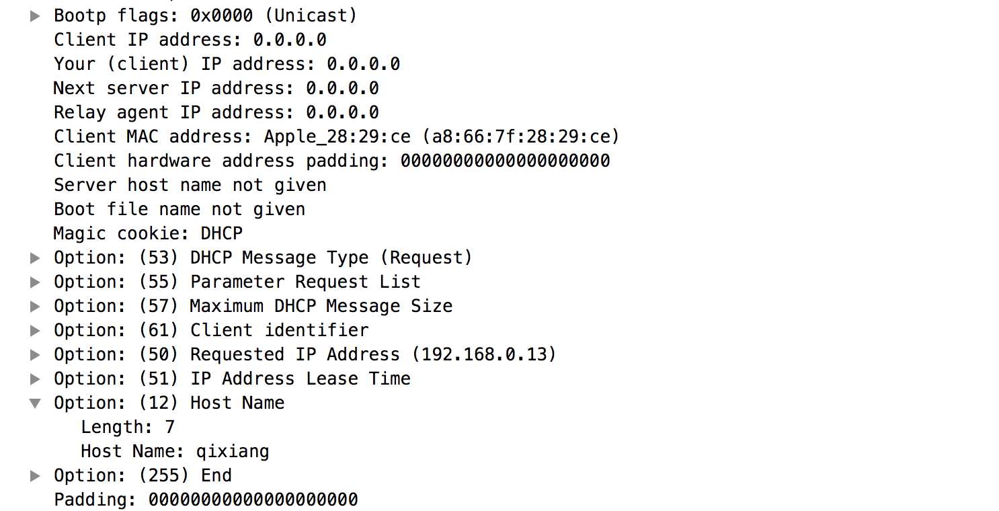 Bootp flags: 0x0000 (Unicast)
Client IP address: 0.0.0.0
Your (client) IP address: 0.0.0.0
Next server IP address: 0.0.0.0
Relay agent IP address: 0.0.0.0
Client MAC address: Apple_28:29:ce (a8:66:7f:28:29:ce)
Client hardware address padding: 00000000000000000000
Server host name not given
Boot file name not given
Magic cookie: DHCP
Option: (53) DHCP Message Type (Request)
Option: (55) Parameter Request List
Option: (57) Maximum DHCP Message Size
Option: (61) Client identifier
Option: (50) Requested IP Address (192.168.0.13)
Option: (51) IP Address Lease Time
Option: (12) Host Name
Length: 7
Host Name: qixiang
Option: (255) End
Padding: 00000000000000000000